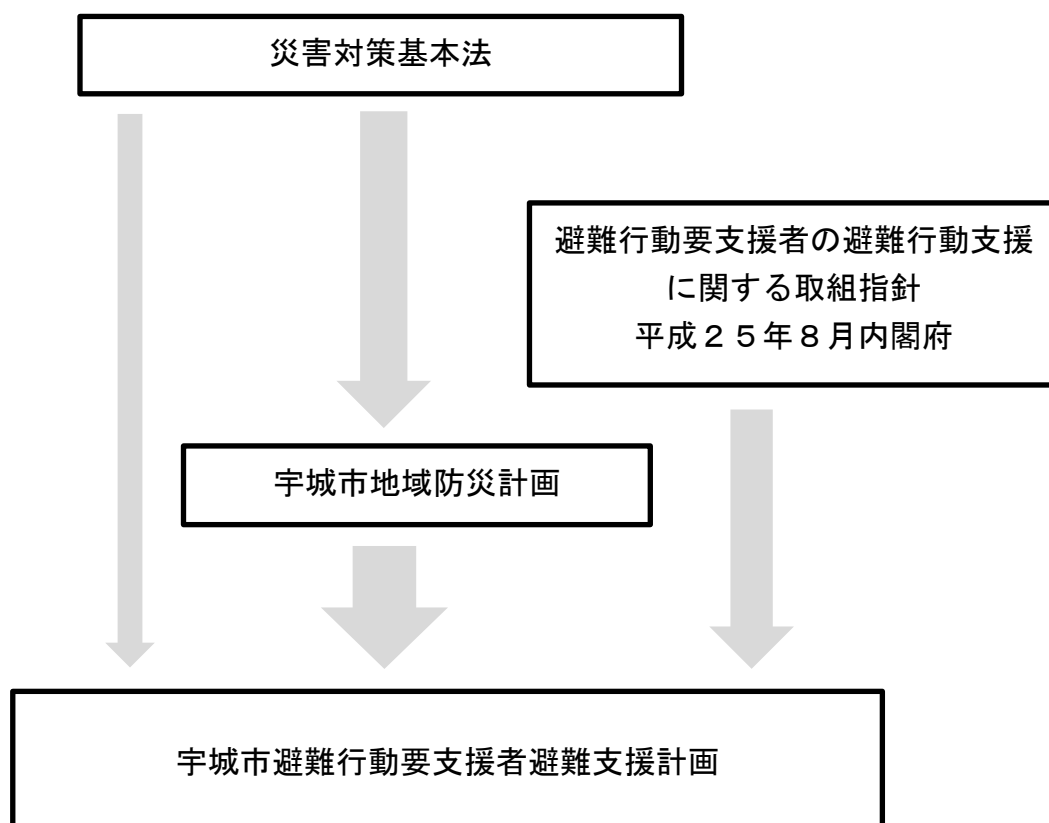 災害対策基本法
避難行動要支援者の避難行動支援
に関する取組指針
平成２５年８月内閣府
宇城市地域防災計画
宇城市避難行動要支援者避難支援計画